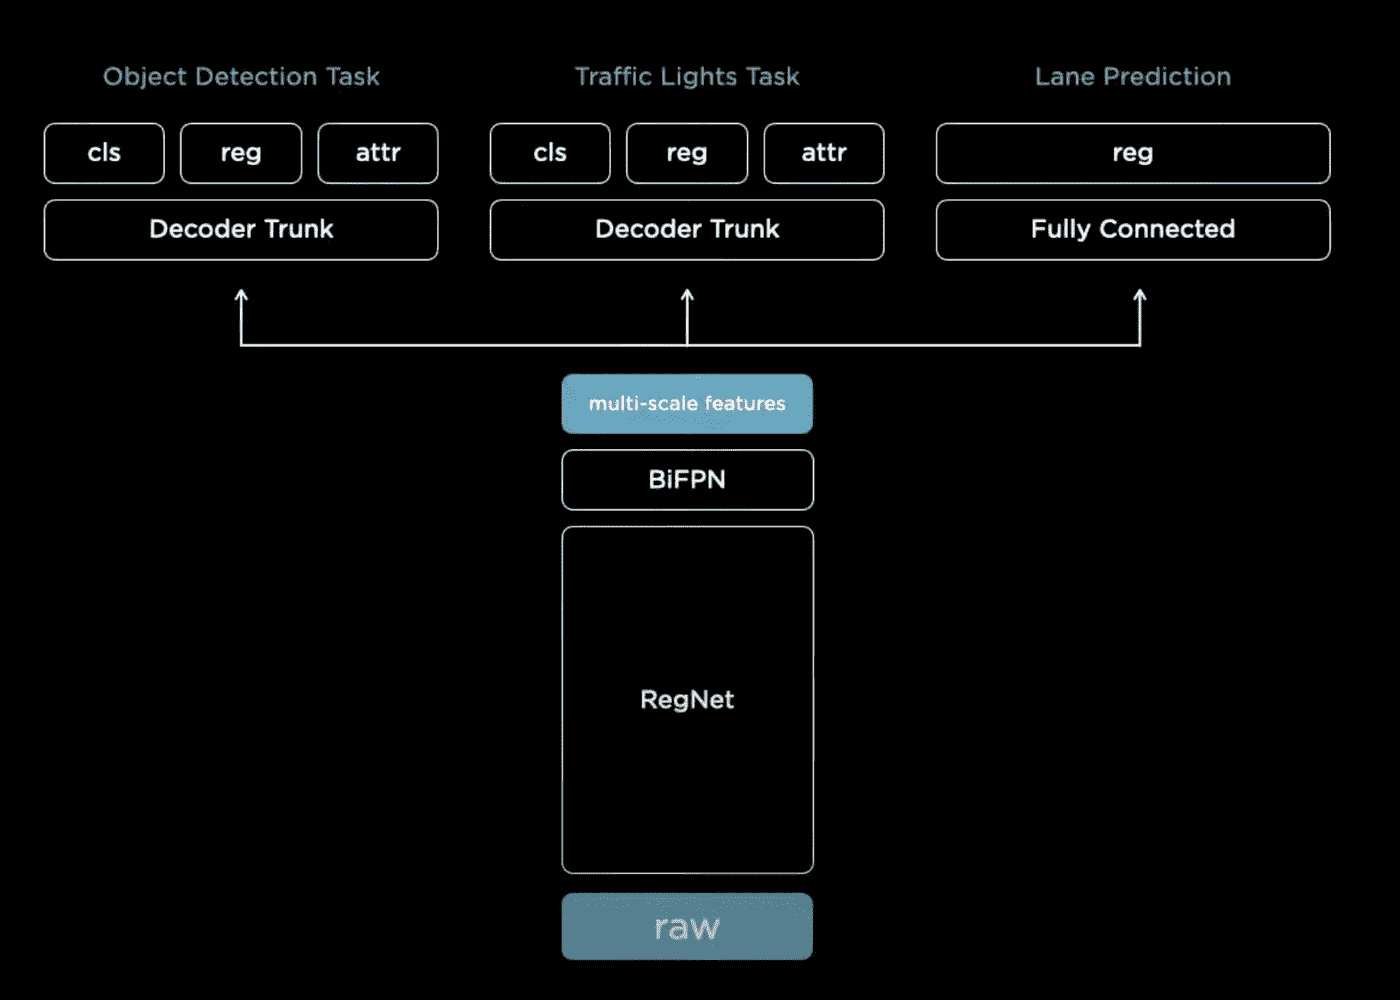 Object Detection Task
Traffic Lights Task
Lane Prediction
cls
reg
attr
cls
reg
attr
reg
Decoder Trunk
Decoder Trunk
Fully Connected
multi-scale features
BiFPN
RegNet
raw